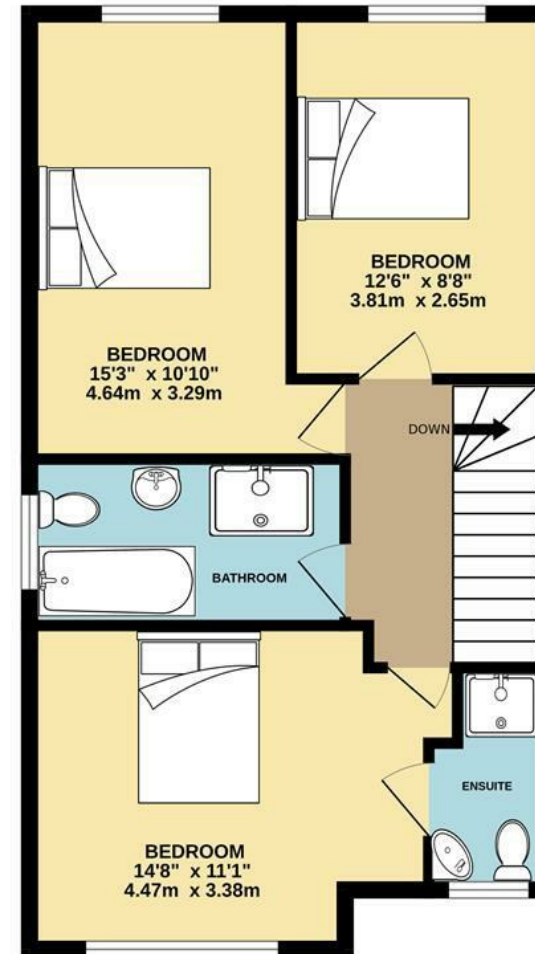 BEDROOM
12'6" x 8'8"
3.81m x 2.65m
BEDROOM
15'3" x 10'10"
4.64m x 3.29m
DOWN
BATHROOM
ENSUITE
BEDROOM
14'8" x 11'1"
4.47m x 3.38m